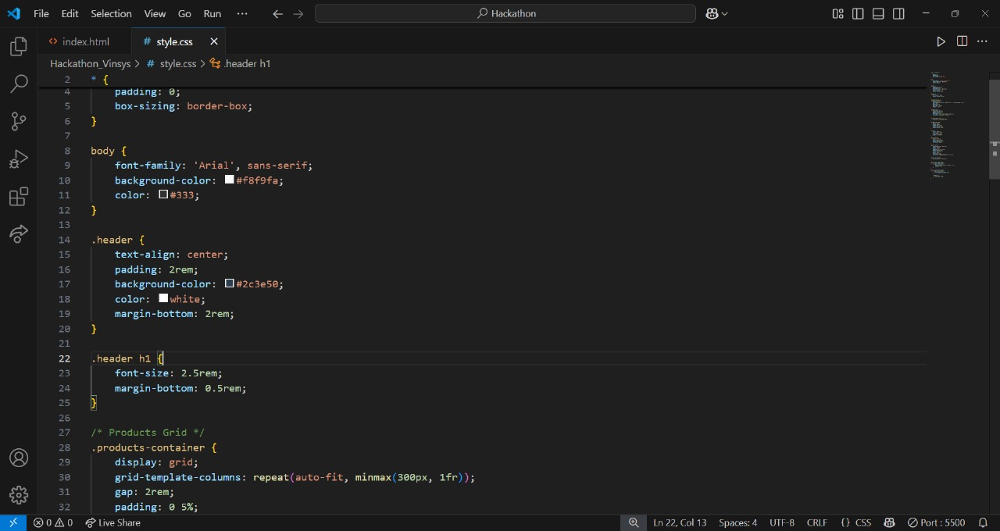 File Edit Selection View Go Run ··· Hackathon
index.html # style.css
Hackathon_Vinsys > # style.css > .header h1
2 * {
4 padding: 0;
5 box-sizing: border-box;
6 }
7
8 body {
9 font-family: 'Arial', sans-serif;
10 background-color: #f8f9fa;
11 color: #333;
12 }
13
14 .header {
15 text-align: center;
16 padding: 2rem;
17 background-color: #2c3e50;
18 color: white;
19 margin-bottom: 2rem;
20 }
21
22 .header h1 {
23 font-size: 2.5rem;
24 margin-bottom: 0.5rem;
25 }
26
27 /* Products Grid */
28 .products-container {
29 display: grid;
30 grid-template-columns: repeat(auto-fit, minmax(300px, 1fr));
31 gap: 2rem;
32 padding: 0 5%;
0 0 Live Share Ln 22, Col 13 Spaces: 4 UTF-8 CRLF {} CSS Port : 5500